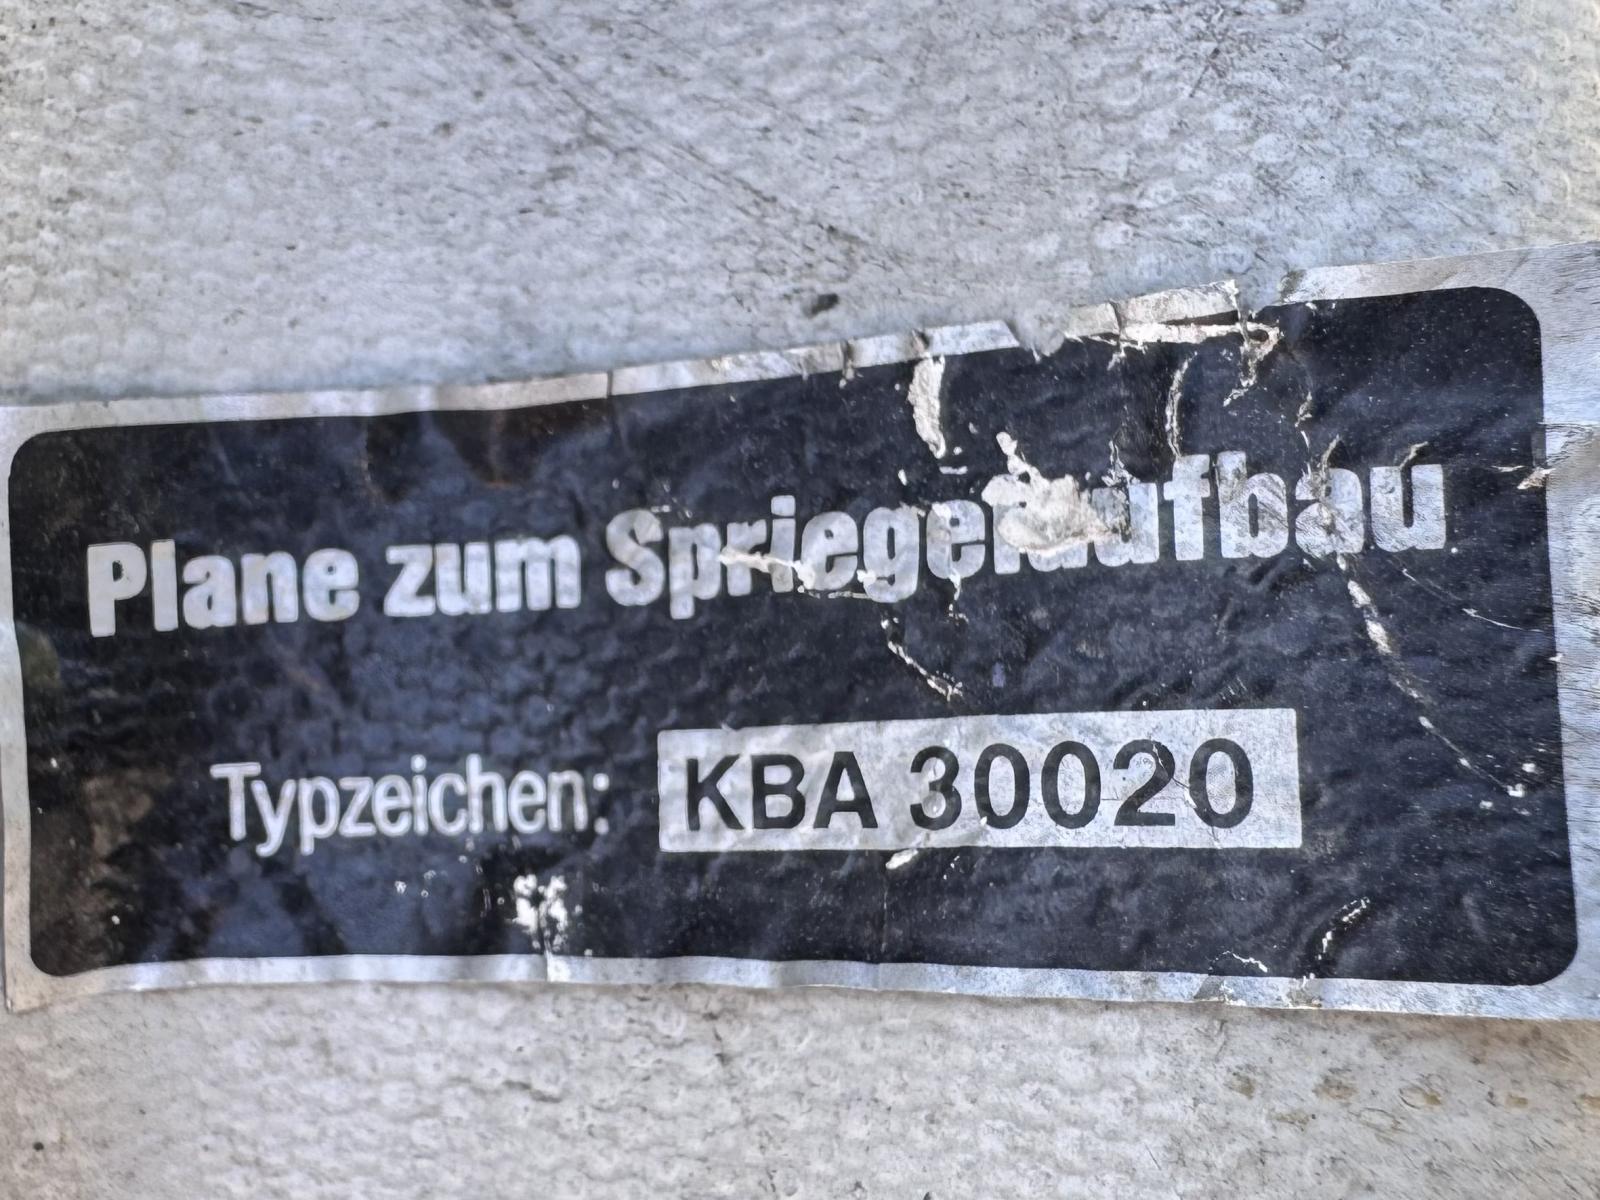 Plane zum Spriegelaufbau
Typzeichen: KBA 30020